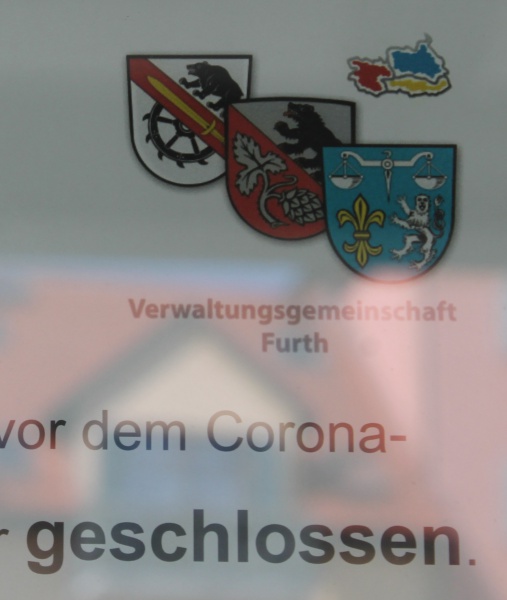 Verwaltungsgemeinschaft
Furth
vor dem Corona-
geschlossen.